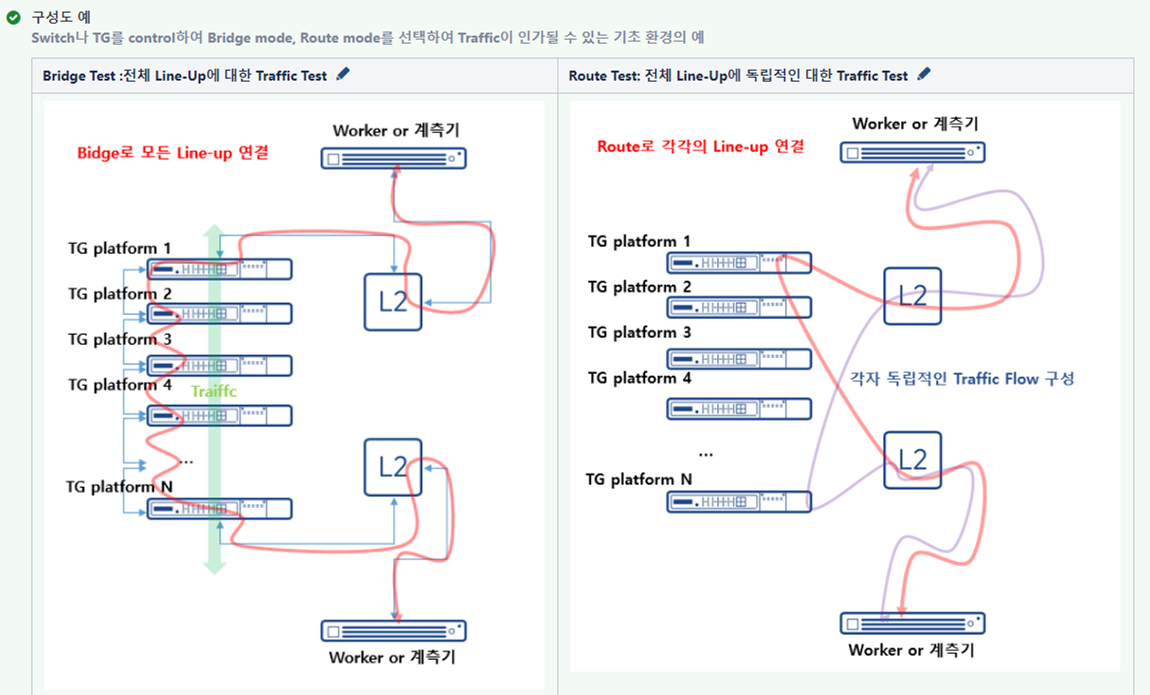 구성도 예
Switch나 TG를 control하여 Bridge mode, Route mode를 선택하여 Traffic이 인가될 수 있는 기초 환경의 예
Bridge Test :전체 Line-Up에 대한 Traffic Test
Bidge로 모든 Line-up 연결
Worker or 계측기
TG platform 1
TG platform 2
TG platform 3
TG platform 4
Traiffc
...
TG platform N
L2
L2
Worker or 계측기
Route Test: 전체 Line-Up에 독립적인 대한 Traffic Test
Route로 각각의 Line-up 연결
Worker or 계측기
TG platform 1
TG platform 2
TG platform 3
TG platform 4
...
TG platform N
L2
각자 독립적인 Traffic Flow 구성
L2
Worker or 계측기